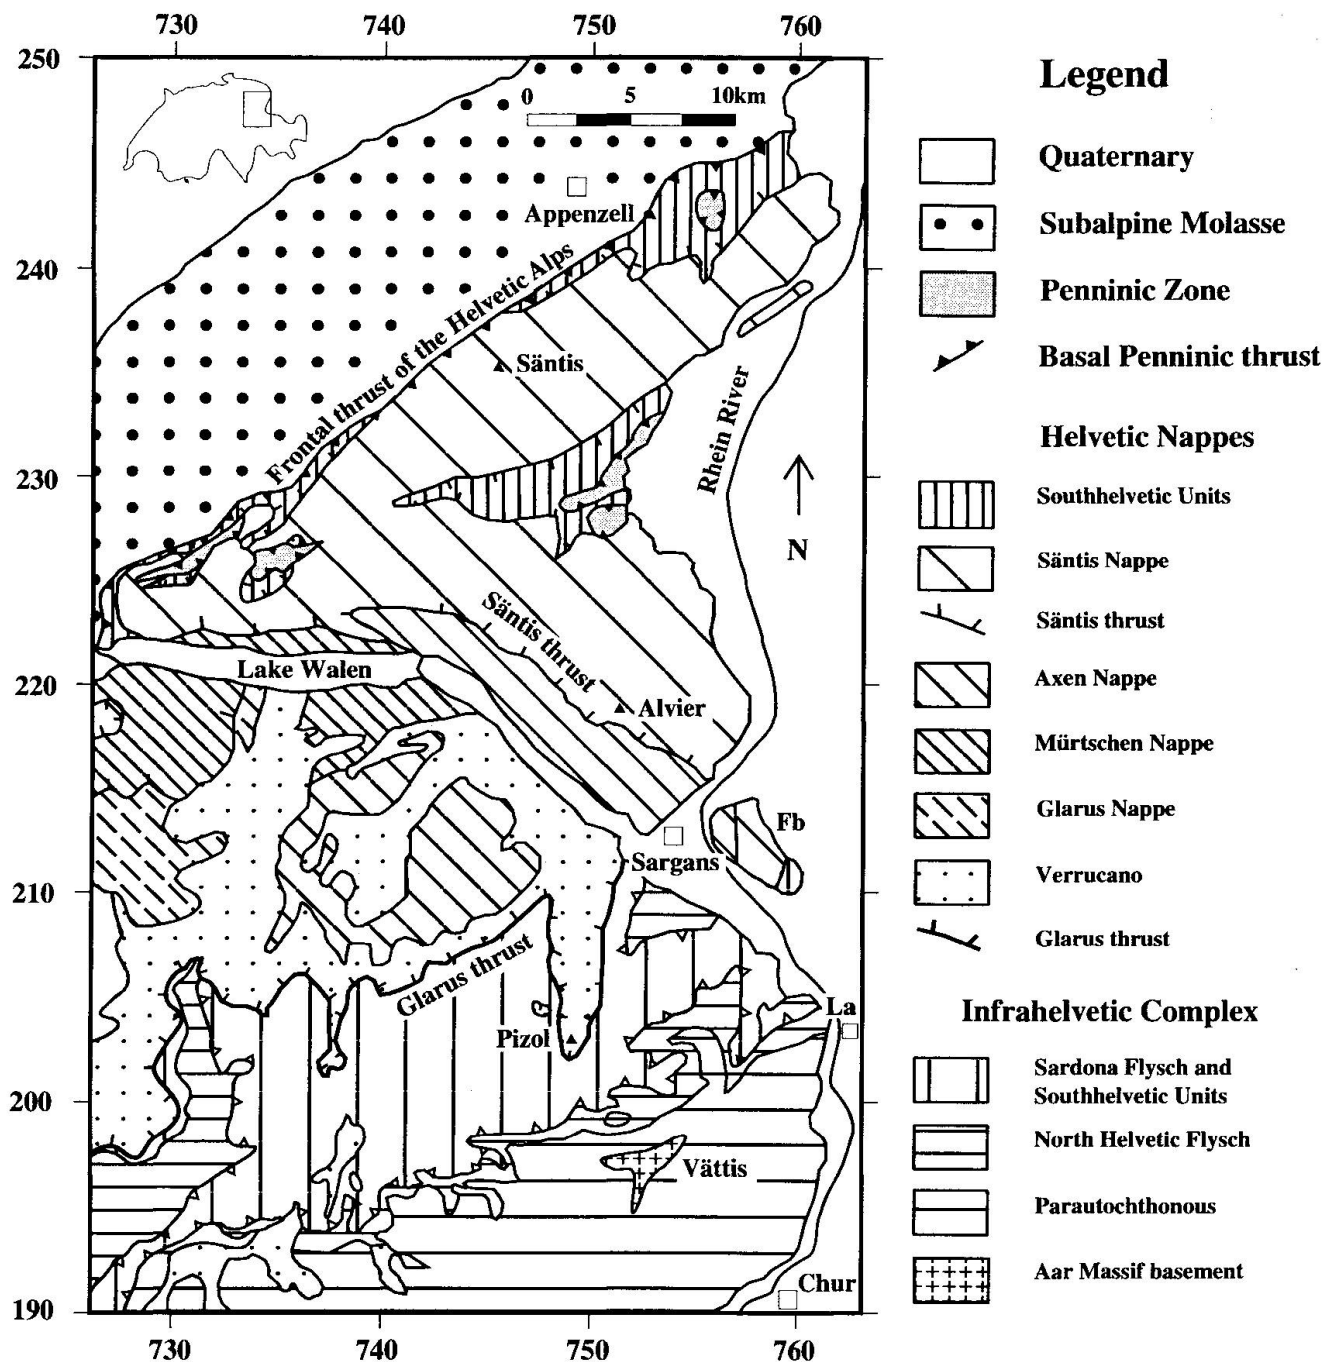 730 740 750 760
250
0 5 10km
Appenzell
240
Frontal thrust of the Helvetic Alps
Säntis
Rhein River
230
N
Säntis thrust
Lake Walen
220
Alvier
Fb
Sargans
210
Glarus thrust
La
Pizol
200
Vättis
Chur
190
730 740 750 760
Legend
Quaternary
Subalpine Molasse
Penninic Zone
Basal Penninic thrust
Helvetic Nappes
Southhelvetic Units
Säntis Nappe
Säntis thrust
Axen Nappe
Mürtschen Nappe
Glarus Nappe
Verrucano
Glarus thrust
Infrahelvetic Complex
Sardona Flysch and
Southhelvetic Units
North Helvetic Flysch
Parautochthonous
Aar Massif basement